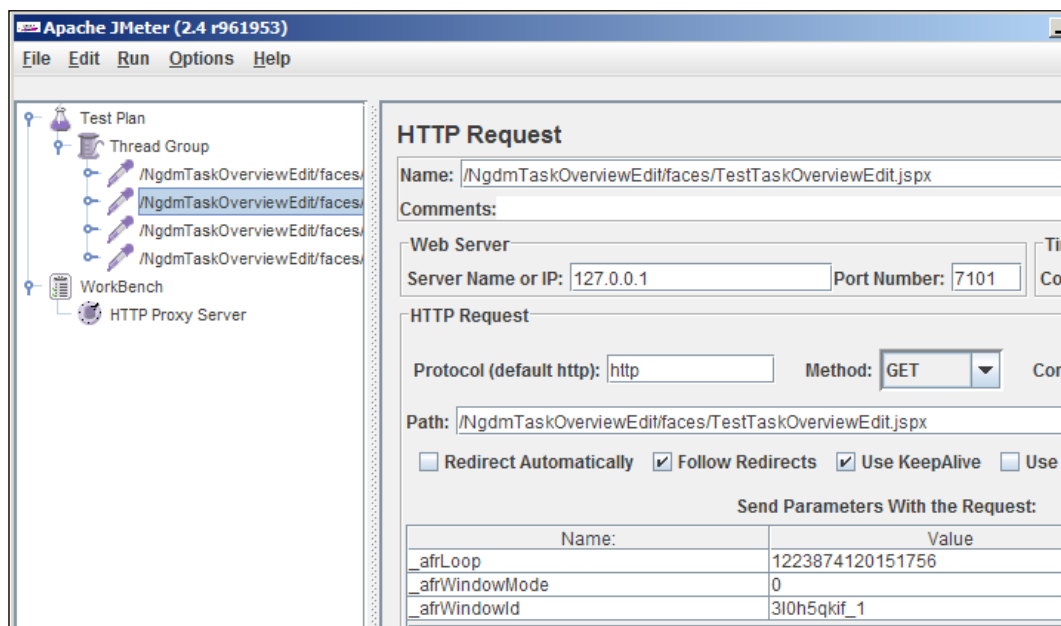 Apache JMeter (2.4 r961953)
File Edit Run Options Help
Test Plan
Thread Group
/NgdmTaskOverviewEdit/faces/
/NgdmTaskOverviewEdit/faces/
/NgdmTaskOverviewEdit/faces/
/NgdmTaskOverviewEdit/faces/
WorkBench
HTTP Proxy Server
HTTP Request
Name: /NgdmTaskOverviewEdit/faces/TestTaskOverviewEdit.jspx
Comments:
Web Server
Tin
Server Name or IP: 127.0.0.1 Port Number: 7101 Co
HTTP Request
Protocol (default http): http Method: GET Con
Path: /NgdmTaskOverviewEdit/faces/TestTaskOverviewEdit.jspx
Redirect Automatically Follow Redirects Use KeepAlive Use
Send Parameters With the Request:
Name: Value
_afrLoop 1223874120151756
_afrWindowMode 0
_afrWindowId 3l0h5qkif_1